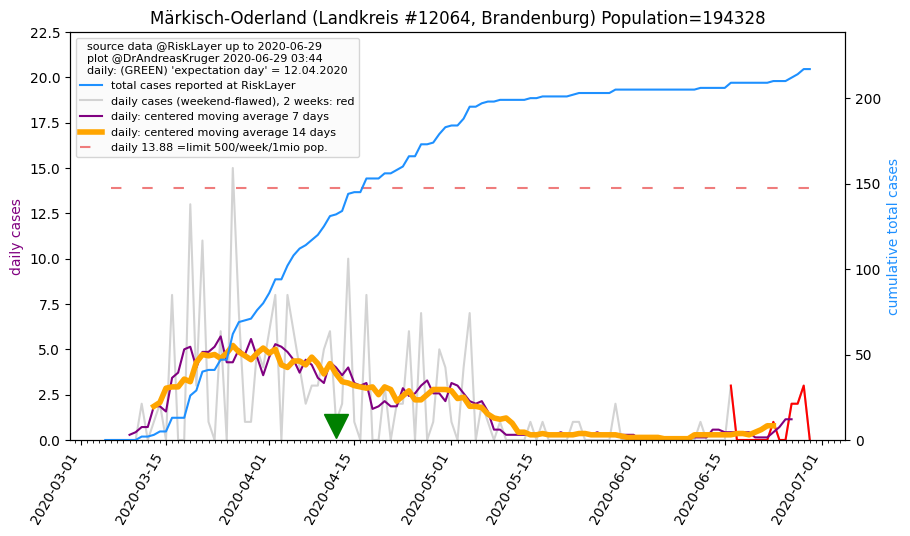 Märkisch-Oderland (Landkreis #12064, Brandenburg) Population=194328
source data @RiskLayer up to 2020-06-29
plot @DrAndreasKruger 2020-06-29 03:44
daily: (GREEN) 'expectation day' = 12.04.2020
total cases reported at RiskLayer
daily cases (weekend-flawed), 2 weeks: red
daily: centered moving average 7 days
daily: centered moving average 14 days
daily 13.88 =limit 500/week/1mio pop.
daily cases
22.5
20.0
17.5
15.0
12.5
10.0
7.5
5.0
2.5
0.0
cumulative total cases
200
150
100
50
0
2020-03-01
2020-03-15
2020-04-01
2020-04-15
2020-05-01
2020-05-15
2020-06-01
2020-06-15
2020-07-01